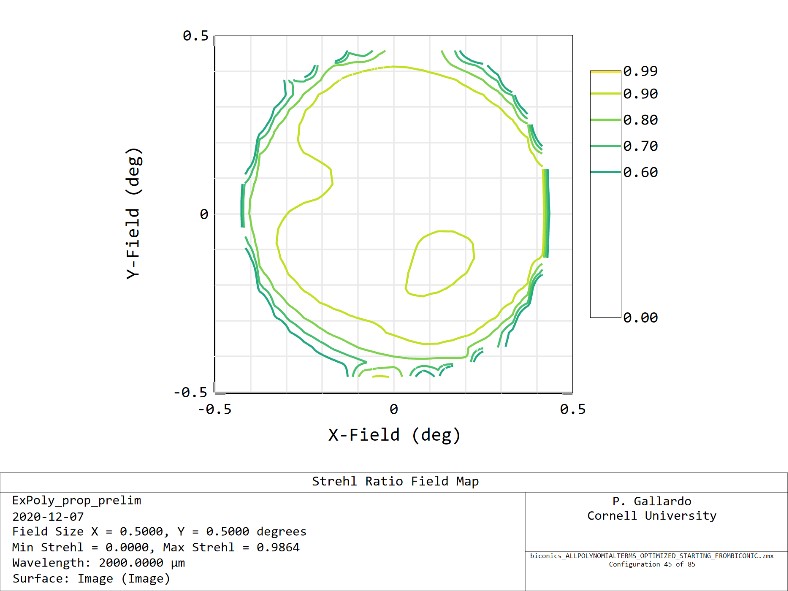 0.5
0
-0.5
Y-Field (deg)
-0.5
0
0.5
X-Field (deg)
0.99
0.90
0.80
0.70
0.60
0.00
Strehl Ratio Field Map
ExPoly_prop_prelim
2020-12-07
Field Size X = 0.5000, Y = 0.5000 degrees
Min Strehl = 0.0000, Max Strehl = 0.9864
Wavelength: 2000.0000 µm
Surface: Image (Image)
P. Gallardo
Cornell University
biconics_ALLPOLYNOMIALTERMS_OPTIMIZED_STARTING_FROMBICONIC.zmx
Configuration 45 of 85